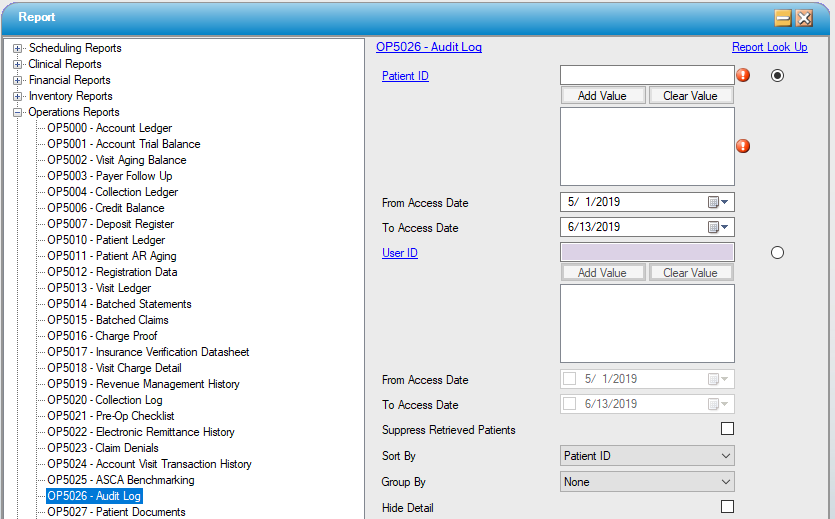 Report
Scheduling Reports
Clinical Reports
Financial Reports
Inventory Reports
Operations Reports
OP5000 - Account Ledger
OP5001 - Account Trial Balance
OP5002 - Visit Aging Balance
OP5003 - Payer Follow Up
OP5004 - Collection Ledger
OP5006 - Credit Balance
OP5007 - Deposit Register
OP5010 - Patient Ledger
OP5011 - Patient AR Aging
OP5012 - Registration Data
OP5013 - Visit Ledger
OP5014 - Batched Statements
OP5015 - Batched Claims
OP5016 - Charge Proof
OP5017 - Insurance Verification Datasheet
OP5018 - Visit Charge Detail
OP5019 - Revenue Management History
OP5020 - Collection Log
OP5021 - Pre-Op Checklist
OP5022 - Electronic Remittance History
OP5023 - Claim Denials
OP5024 - Account Visit Transaction History
OP5025 - ASCA Benchmarking
OP5026 - Audit Log
OP5027 - Patient Documents
OP5026 - Audit Log Report Look Up
Patient ID
Add Value Clear Value
From Access Date 5/ 1/2019
To Access Date 6/13/2019
User ID
Add Value Clear Value
From Access Date 5/ 1/2019
To Access Date 6/13/2019
Suppress Retrieved Patients
Sort By Patient ID
Group By None
Hide Detail